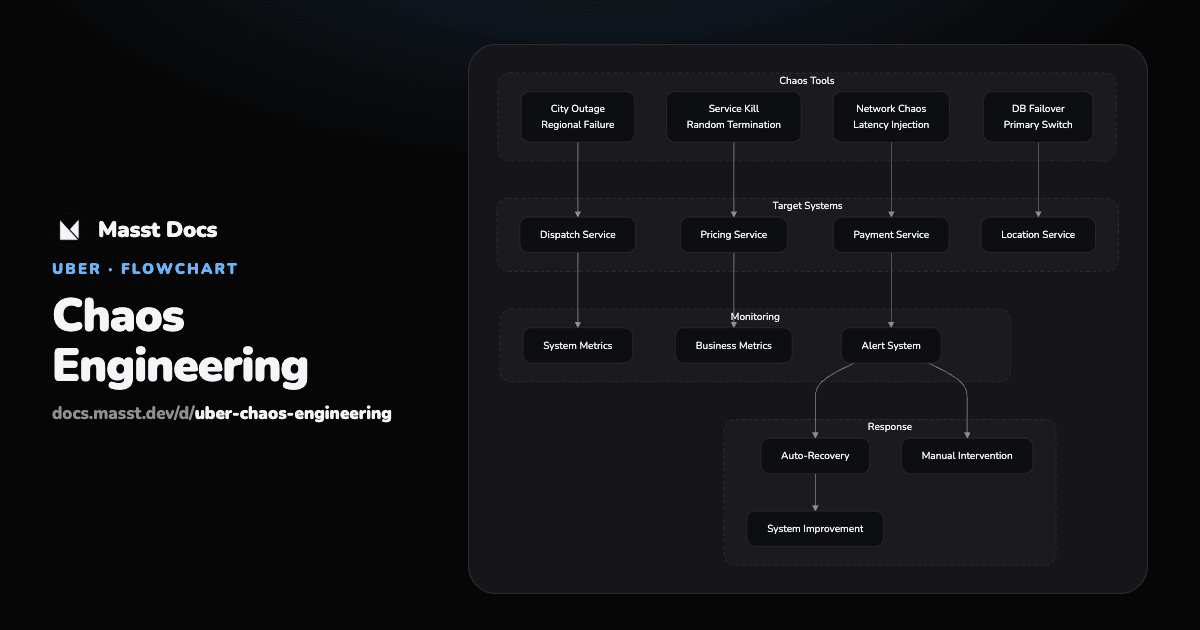 Masst Docs
UBER · FLOWCHART
Chaos
Engineering
docs.masst.dev/d/uber-chaos-engineering
Chaos Tools
City Outage
Regional Failure
Service Kill
Random Termination
Network Chaos
Latency Injection
DB Failover
Primary Switch
Target Systems
Dispatch Service
Pricing Service
Payment Service
Location Service
Monitoring
System Metrics
Business Metrics
Alert System
Response
Auto-Recovery
Manual Intervention
System Improvement